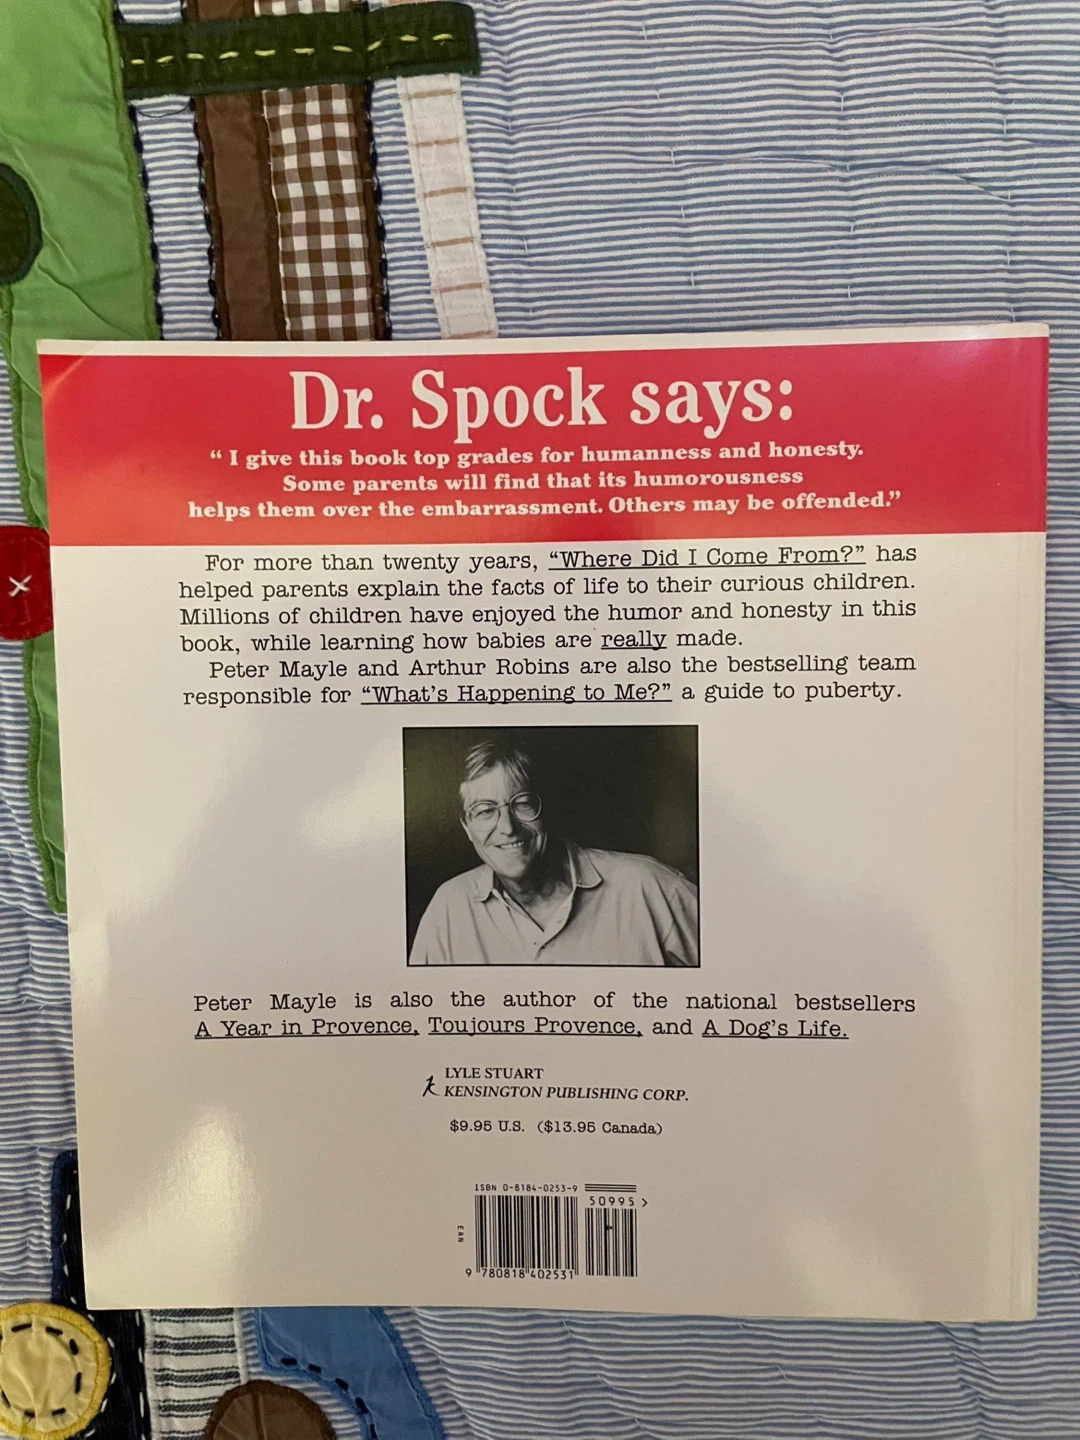 Dr. Spock says:
“ I give this book top grades for humanness and honesty.
Some parents will find that its humorousness
helps them over the embarrassment. Others may be offended.”
For more than twenty years, “Where Did I Come From?” has
helped parents explain the facts of life to their curious children.
Millions of children have enjoyed the humor and honesty in this
book, while learning how babies are really made.
Peter Mayle and Arthur Robins are also the bestselling team
responsible for “What’s Happening to Me?” a guide to puberty.
Peter Mayle is also the author of the national bestsellers
A Year in Provence, Toujours Provence, and A Dog’s Life.
LYLE STUART
k KENSINGTON PUBLISHING CORP.
$9.95 U.S. ($13.95 Canada)
ISBN 0-8184-0253-9
50995 >
EAN
9 780818 402531